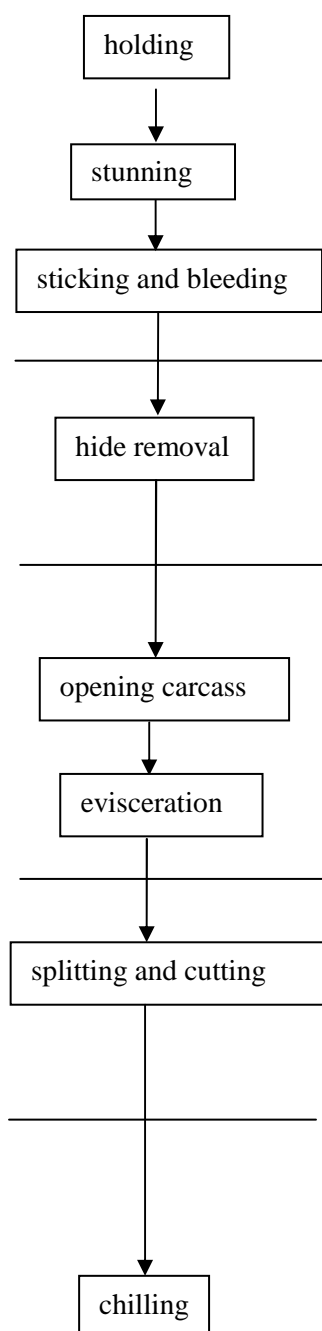 holding
stunning
sticking and bleeding
hide removal
opening carcass
evisceration
splitting and cutting
chilling